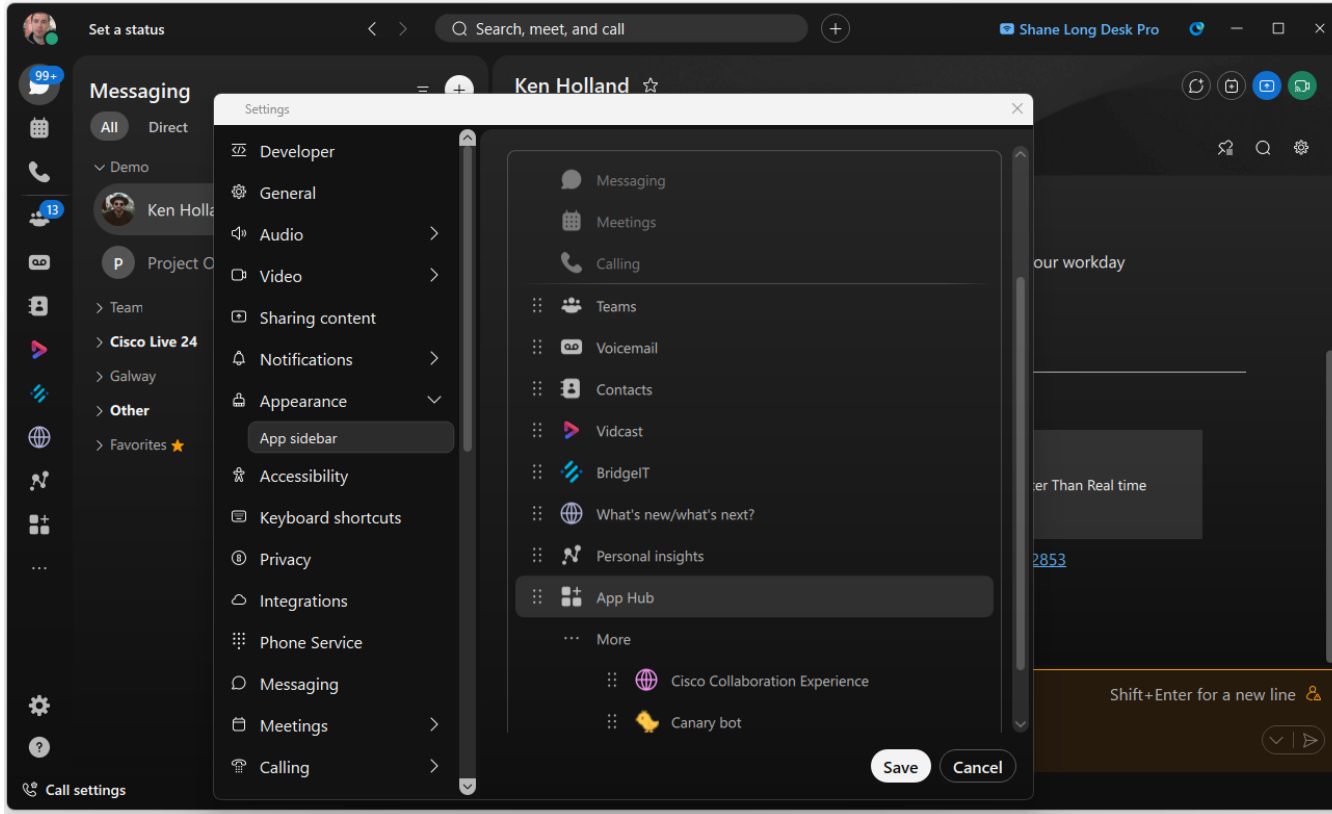 Set a status
Search, meet, and call
Shane Long Desk Pro
99+
13
Call settings
Messaging
All
Direct
Demo
Ken Holla
P
Project O
Team
Cisco Live 24
Galway
Other
Favorites
Ken Holland
our workday
er Than Real time
2853
Shift+Enter for a new line
Settings
Developer
General
Audio
Video
Sharing content
Notifications
Appearance
App sidebar
Accessibility
Keyboard shortcuts
Privacy
Integrations
Phone Service
Messaging
Meetings
Calling
Messaging
Meetings
Calling
Teams
Voicemail
Contacts
Vidcast
BridgeIT
What's new/what's next?
Personal insights
App Hub
More
Cisco Collaboration Experience
Canary bot
Save
Cancel